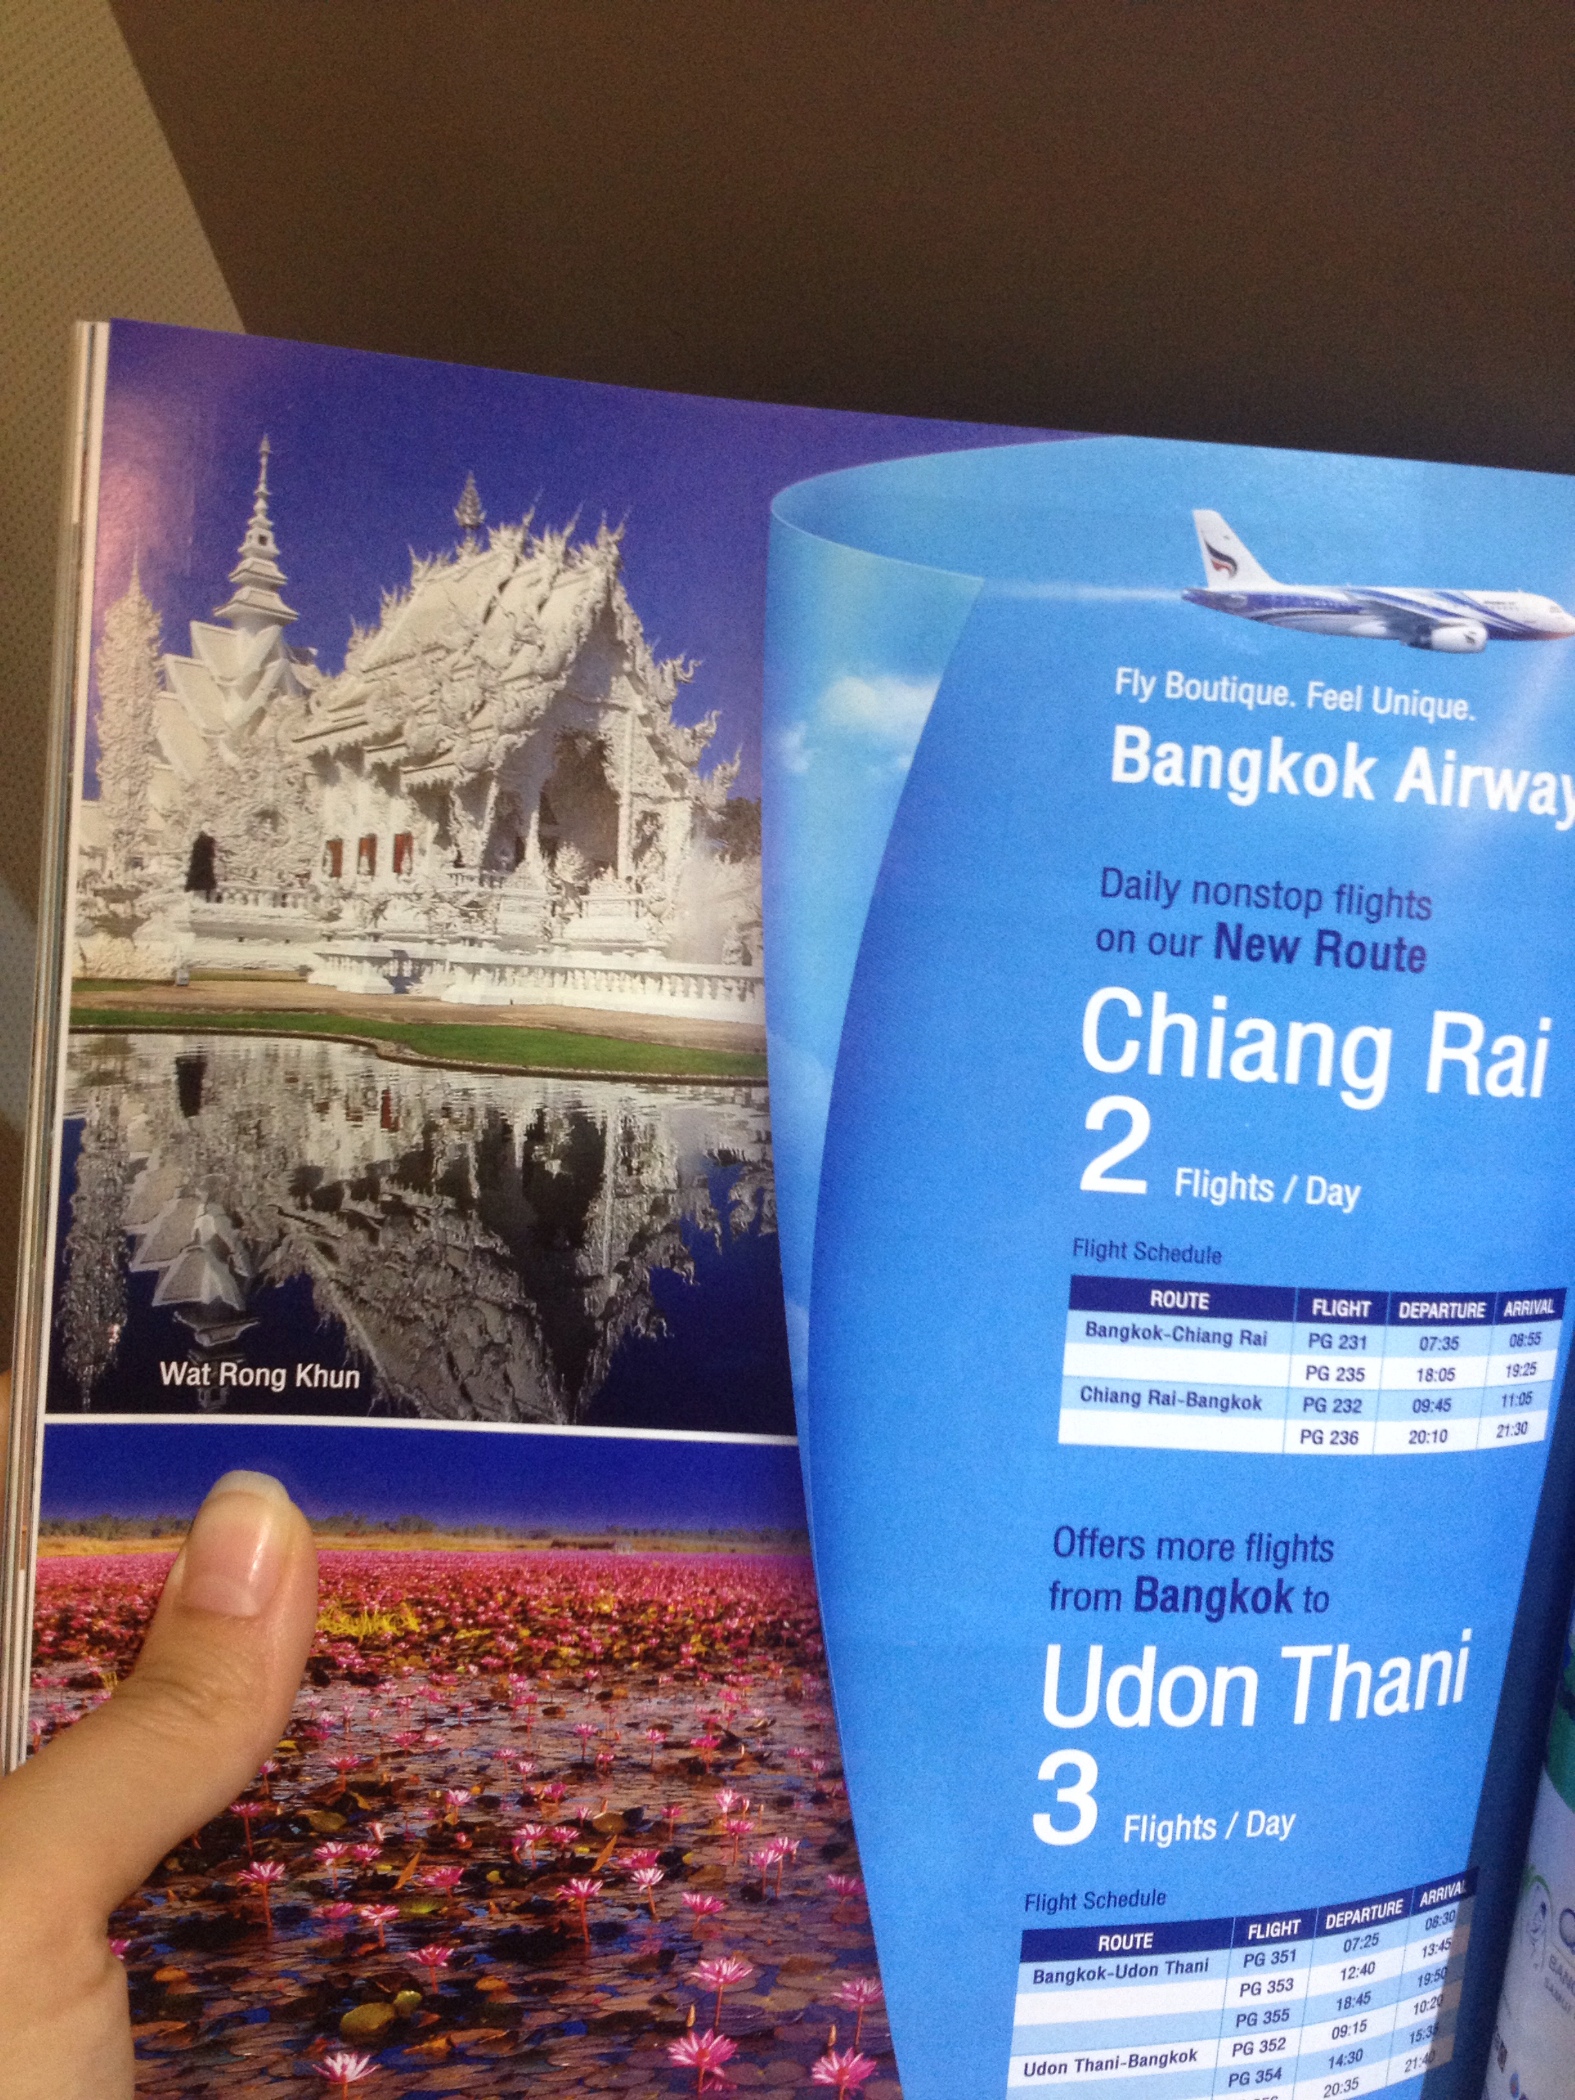 Wat Rong Khun
Fly Boutique. Feel Unique.
Bangkok Airway
Daily nonstop flights
on our New Route
Chiang Rai
2 Flights / Day
Flight Schedule
ROUTE FLIGHT DEPARTURE ARRIVAL
Bangkok-Chiang Rai PG 231 07:35 08:55
PG 235 18:05 19:25
Chiang Rai-Bangkok PG 232 09:45 11:05
PG 236 20:10 21:30
Offers more flights
from Bangkok to
Udon Thani
3 Flights / Day
Flight Schedule
ROUTE FLIGHT DEPARTURE ARRIVAL
Bangkok-Udon Thani PG 351 07:25 08:30
PG 353 12:40 13:45
PG 355 18:45 19:50
Udon Thani-Bangkok PG 352 09:15 10:20
PG 354 14:30 15:35
20:35 21:40